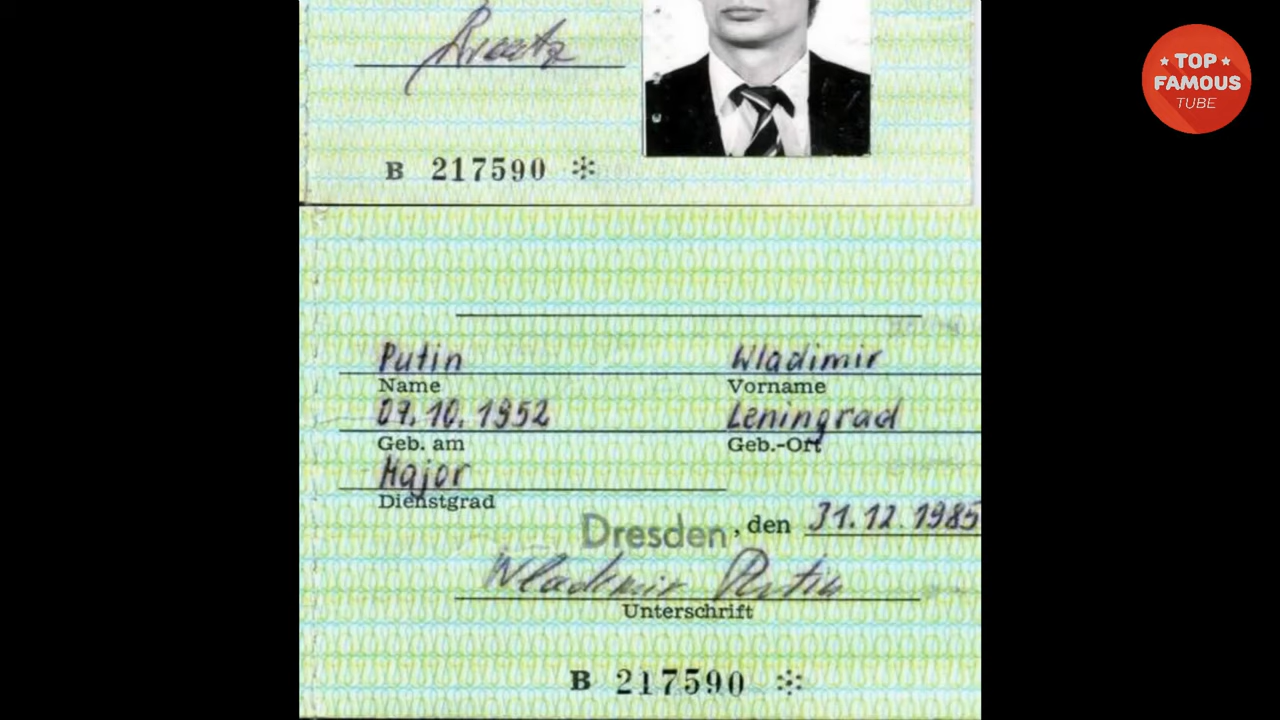 TOP
FAMOUS
TUBE
B 217590 *
Putin Wladimir
Name Vorname
07.10.1952 Leningrad
Geb. am Geb.-Ort
Major
Dienstgrad
Dresden, den 31.12.1985
Wladimir Putin
Unterschrift
B 217590 *